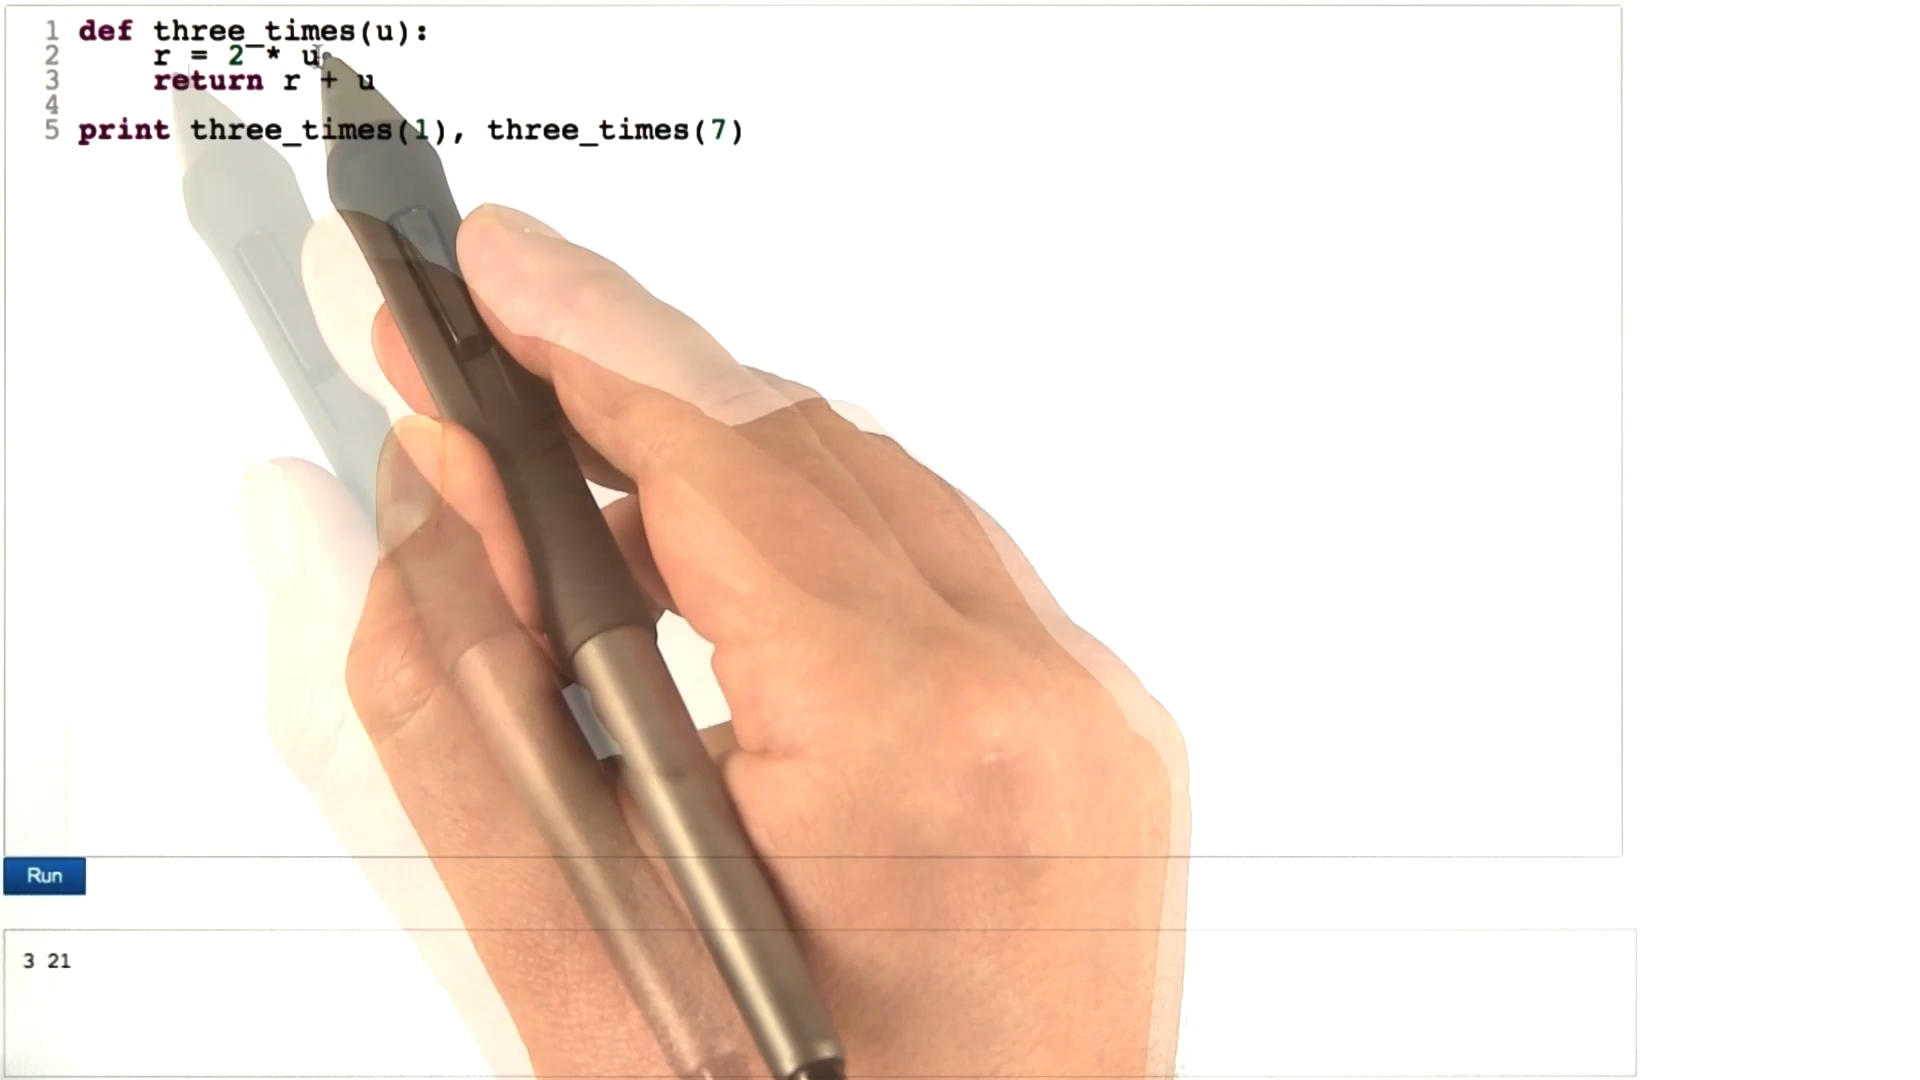 1 def three_times(u):
2 r = 2 * u
3 return r + u
4
5 print three_times(1), three_times(7)
Run
3 21